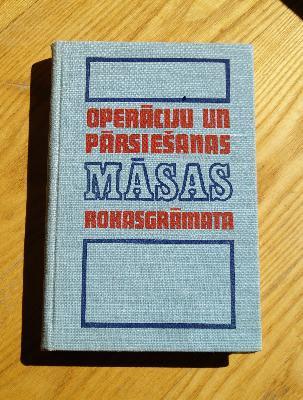 OPERĀCIJU UN
PĀRSIEŠANAS
MĀSAS
ROKASGRĀMATA